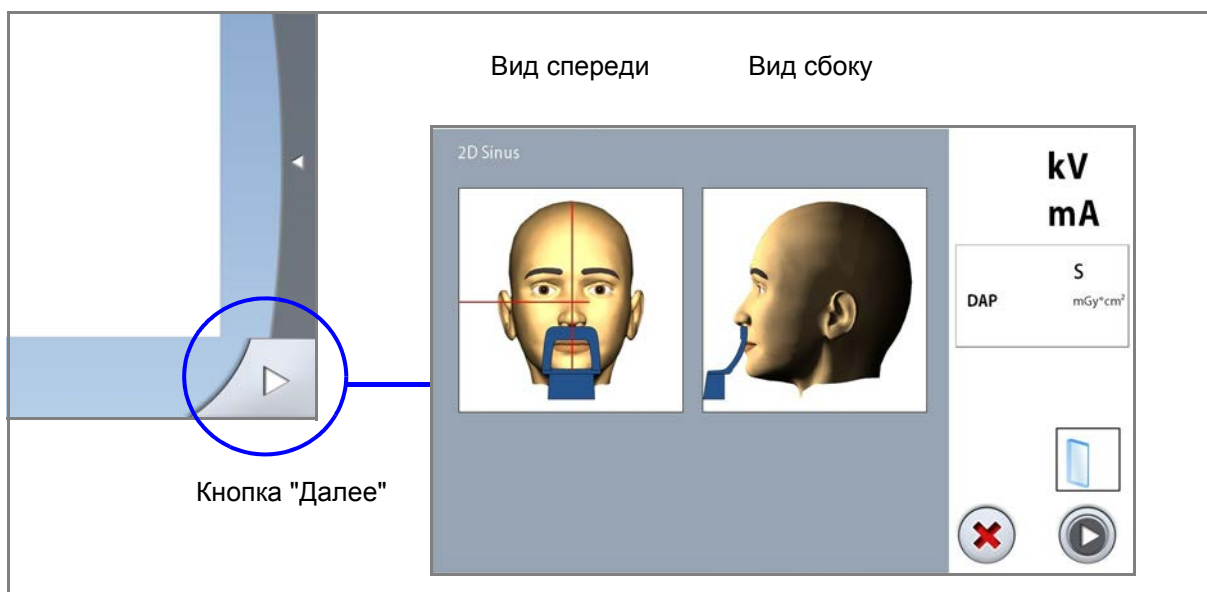 Вид спереди Вид сбоку
2D Sinus
kV
mA
S
DAP mGy*cm²
Кнопка "Далее"